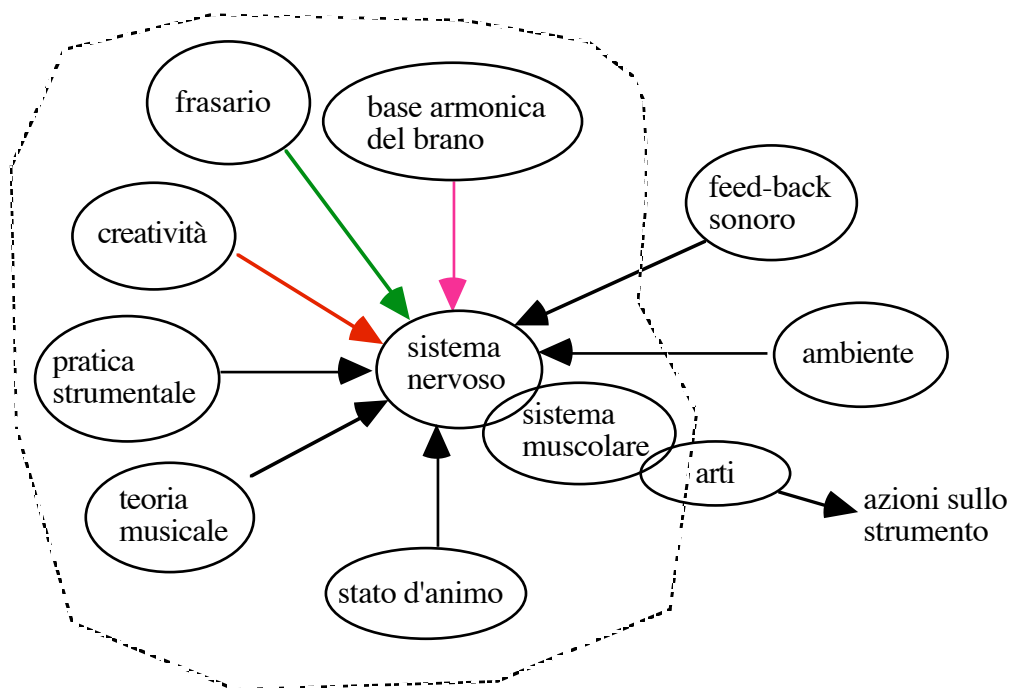 frasario
base armonica
del brano
feed-back
sonoro
creatività
sistema
nervoso
ambiente
pratica
strumentale
sistema
muscolare
arti
teoria
musicale
azioni sullo
strumento
stato d'animo